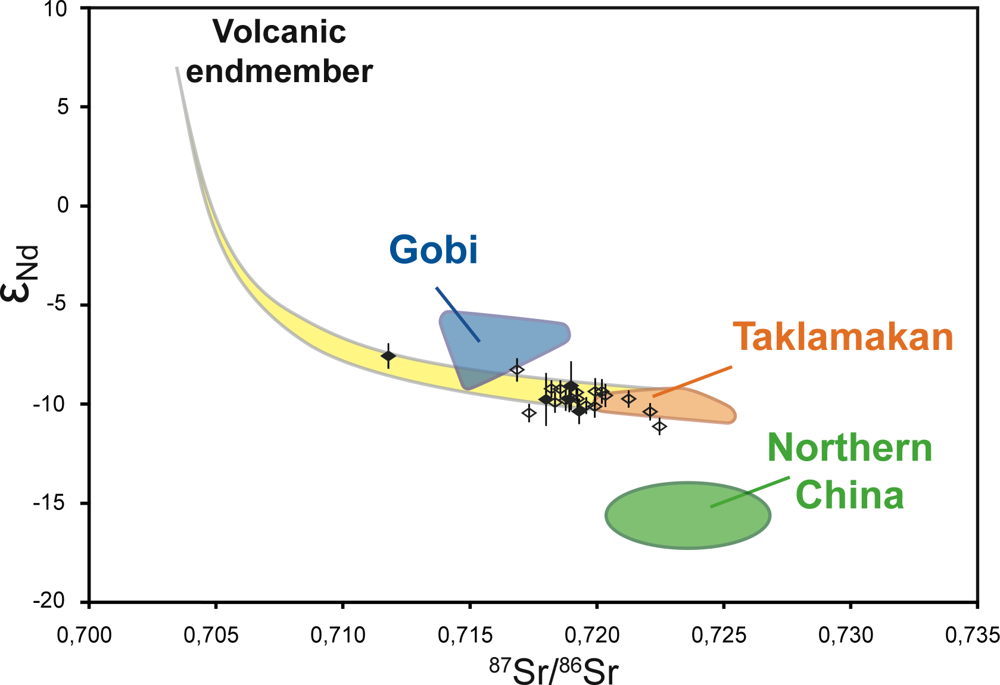 10
Volcanic
endmember
5
0
Gobi
εNd
-5
Taklamakan
-10
Northern
China
-15
-20
0,700 0,705 0,710 0,715 0,720 0,725 0,730 0,735
87Sr/86Sr